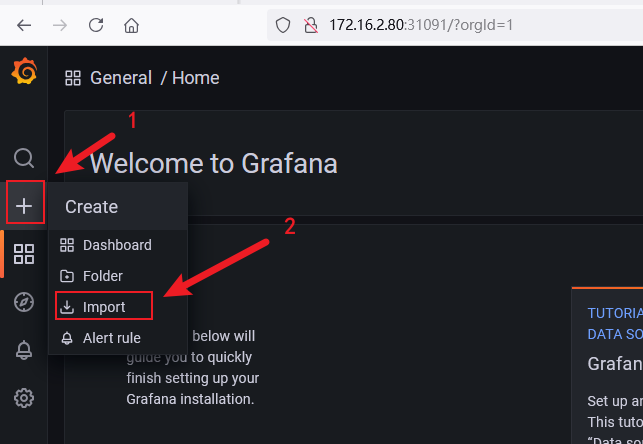 172.16.2.80:31091/?orgId=1
General / Home
1
Welcome to Grafana
Create
2
Dashboard
Folder
Import
Alert rule
below will
guide you to quickly
finish setting up your
Grafana installation.
TUTORIA
DATA SO
Grafan
Set up an
This tuto
"Data sou